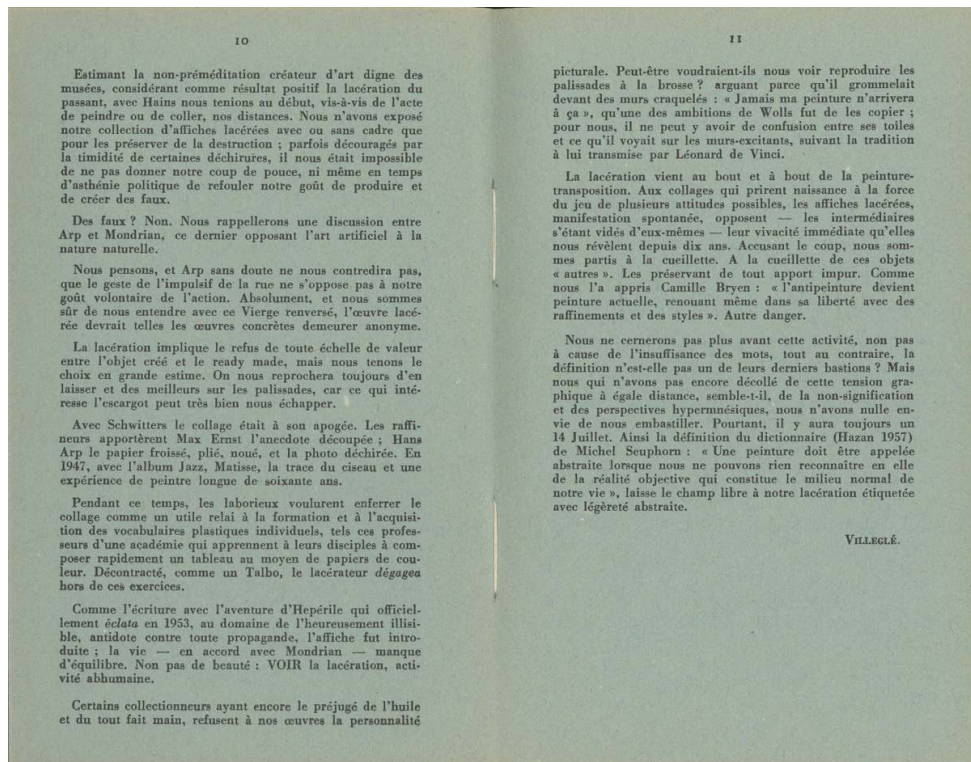 10
Estimant la non-préméditation créateur d'art digne des
musées, considérant comme résultat positif la lacération du
passant, avec Hains nous tenions au début, vis-à-vis de l'acte
de peindre ou de coller, nos distances. Nous n'avons exposé
notre collection d'affiches lacérées avec ou sans cadre que
pour les préserver de la destruction ; parfois découragés par
la timidité de certaines déchirures, il nous était impossible
de ne pas donner notre coup de pouce, ni même en temps
d'asthénie politique de refouler notre goût de produire et
de créer des faux.
Des faux ? Non. Nous rappellerons une discussion entre
Arp et Mondrian, ce dernier opposant l'art artificiel à la
nature naturelle.
Nous pensons, et Arp sans doute ne nous contredira pas,
que le geste de l'impulsif de la rue ne s'oppose pas à notre
goût volontaire de l'action. Absolument, et nous sommes
sûr de nous entendre avec ce Vierge renversé, l'œuvre lacé-
rée devrait telles les œuvres concrètes demeurer anonyme.
La lacération implique le refus de toute échelle de valeur
entre l'objet créé et le ready made, mais nous tenons le
choix en grande estime. On nous reprochera toujours d'en
laisser et des meilleurs sur les palissades, car ce qui inté-
resse l'escargot peut très bien nous échapper.
Avec Schwitters le collage était à son apogée. Les raffi-
neurs apportèrent Max Ernst l'anecdote découpée ; Hans
Arp le papier froissé, plié, noué, et la photo déchirée. En
1947, avec l'album Jazz, Matisse, la trace du ciseau et une
expérience de peintre longue de soixante ans.
Pendant ce temps, les laborieux voulurent enferrer le
collage comme un utile relai à la formation et à l'acquisi-
tion des vocabulaires plastiques individuels, tels ces profes-
seurs d'une académie qui apprennent à leurs disciples à com-
poser rapidement un tableau au moyen de papiers de cou-
leur. Décontracté, comme un Talbo, le lacérateur dégagea
hors de ces exercices.
Comme l'écriture avec l'aventure d'Hepérile qui officiel-
lement éclata en 1953, au domaine de l'heureusement illisi-
ble, antidote contre toute propagande, l'affiche fut intro-
duite ; la vie — en accord avec Mondrian — manque
d'équilibre. Non pas de beauté : VOIR la lacération, acti-
vité abhumaine.
Certains collectionneurs ayant encore le préjugé de l'huile
et du tout fait main, refusent à nos œuvres la personnalité
11
picturale. Peut-être voudraient-ils nous voir reproduire les
palissades à la brosse ? arguant parce qu'il grommelait
devant des murs craquelés : « Jamais ma peinture n'arrivera
à ça », qu'une des ambitions de Wolls fut de les copier ;
pour nous, il ne peut y avoir de confusion entre ses toiles
et ce qu'il voyait sur les murs-excitants, suivant la tradition
à lui transmise par Léonard de Vinci.
La lacération vient au bout et à bout de la peinture-
transposition. Aux collages qui prirent naissance à la force
du jeu de plusieurs attitudes possibles, les affiches lacérées,
manifestation spontanée, opposent — les intermédiaires
s'étant vidés d'eux-mêmes — leur vivacité immédiate qu'elles
nous révèlent depuis dix ans. Accusant le coup, nous som-
mes partis à la cueillette. A la cueillette de ces objets
« autres ». Les préservant de tout apport impur. Comme
nous l'a appris Camille Bryen : « l'antipeinture devient
peinture actuelle, renouant même dans sa liberté avec des
raffinements et des styles ». Autre danger.
Nous ne cernerons pas plus avant cette activité, non pas
à cause de l'insuffisance des mots, tout au contraire, la
définition n'est-elle pas un de leurs derniers bastions ? Mais
nous qui n'avons pas encore décollé de cette tension gra-
phique à égale distance, semble-t-il, de la non-signification
et des perspectives hypermnésiques, nous n'avons nulle en-
vie de nous embastiller. Pourtant, il y aura toujours un
14 Juillet. Ainsi la définition du dictionnaire (Hazan 1957)
de Michel Seuphorn : « Une peinture doit être appelée
abstraite lorsque nous ne pouvons rien reconnaître en elle
de la réalité objective qui constitue le milieu normal de
notre vie », laisse le champ libre à notre lacération étiquetée
avec légèreté abstraite.
VILLEGLÉ.